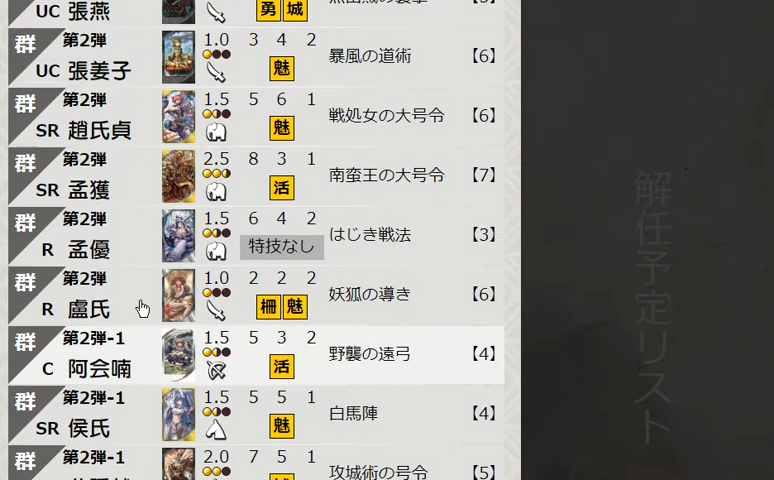 UC 張燕 勇 城
群 第2弾 1.0 3 4 2 暴風の道術 【6】
UC 張姜子 魅
群 第2弾 1.5 5 6 1 戦処女の大号令 【6】
SR 趙氏貞 魅
群 第2弾 2.5 8 3 1 南蛮王の大号令 【7】
SR 孟獲 活
群 第2弾 1.5 6 4 2 はじき戦法 【3】
R 孟優 特技なし
群 第2弾 1.0 2 2 2 妖狐の導き 【6】
R 盧氏 柵 魅
群 第2弾-1 1.5 5 3 2 野襲の遠弓 【4】
C 阿会喃 活
群 第2弾-1 1.5 5 5 1 白馬陣 【4】
SR 侯氏 魅
群 第2弾-1 2.0 7 5 1 攻城術の号令 【5】
解任予定リスト